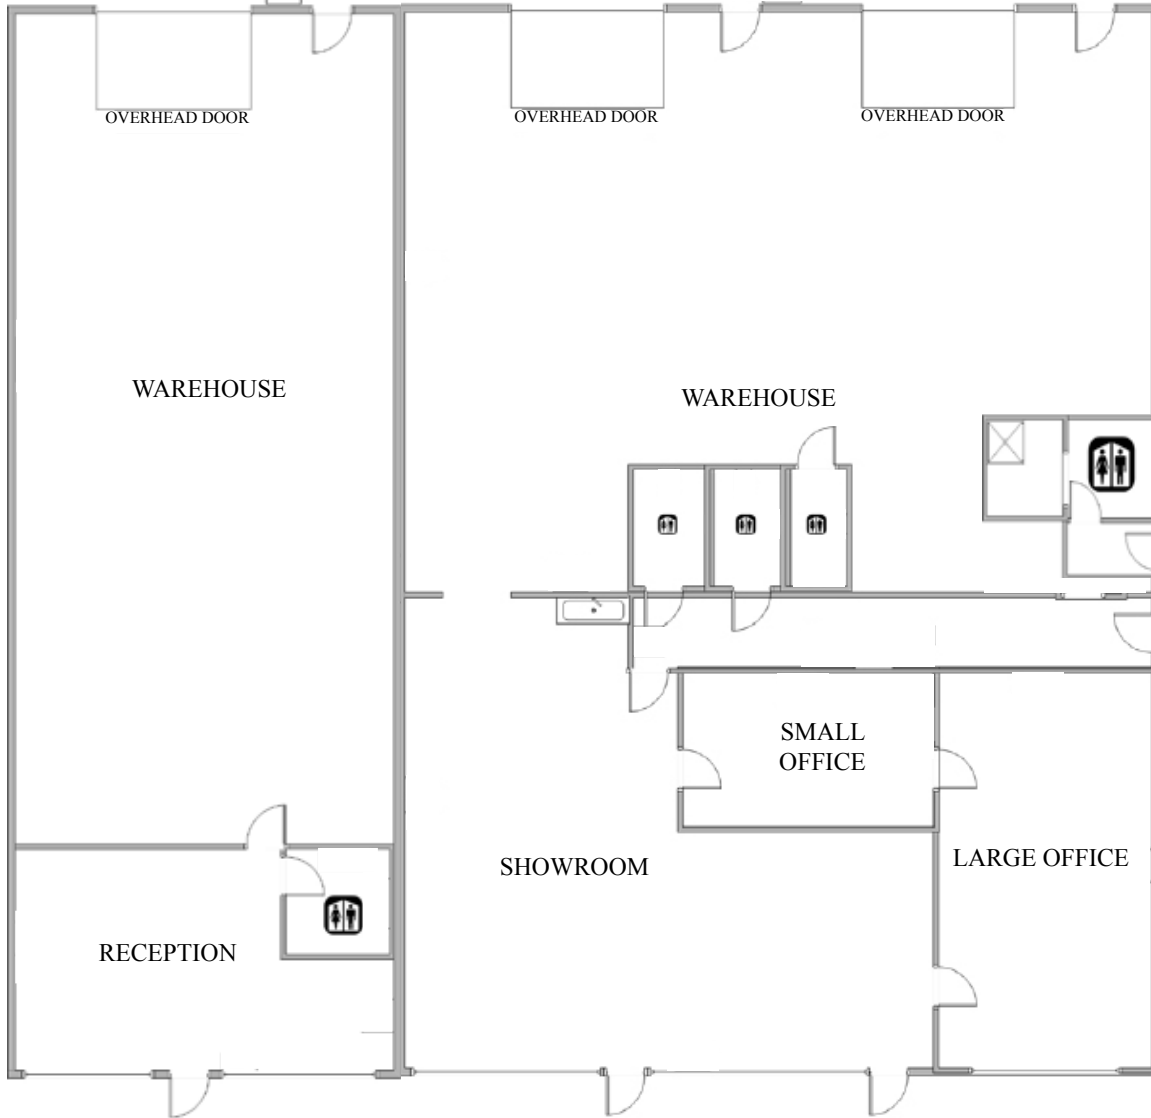 OVERHEAD DOOR
OVERHEAD DOOR
OVERHEAD DOOR
WAREHOUSE
WAREHOUSE
SMALL
OFFICE
SHOWROOM
LARGE OFFICE
RECEPTION